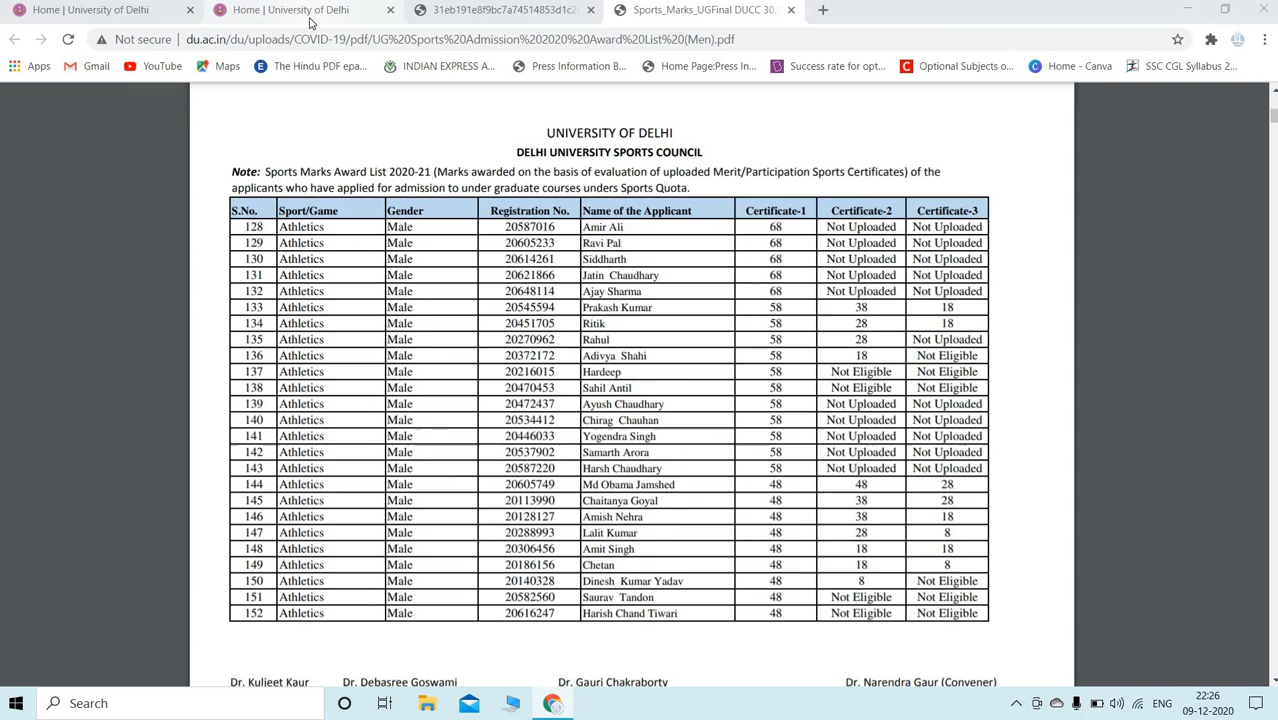 Home | University of Delhi
Home | University of Delhi
31eb191e8f9bc7a74514853d1c2
Sports_Marks_UGFinal DUCC 30.
Not secure
du.ac.in/du/uploads/COVID-19/pdf/UG%20Sports%20Admission%202020%20Award%20List%20(Men).pdf
Apps Gmail YouTube Maps The Hindu PDF epa... INDIAN EXPRESS A... Press Information B... Home Page:Press In... Success rate for opt... Optional Subjects o... Home - Canva SSC CGL Syllabus 2...
UNIVERSITY OF DELHI
DELHI UNIVERSITY SPORTS COUNCIL
Note: Sports Marks Award List 2020-21 (Marks awarded on the basis of evaluation of uploaded Merit/Participation Sports Certificates) of the
applicants who have applied for admission to under graduate courses unders Sports Quota.
S.No. Sport/Game Gender Registration No. Name of the Applicant Certificate-1 Certificate-2 Certificate-3
128 Athletics Male 20587016 Amir Ali 68 Not Uploaded Not Uploaded
129 Athletics Male 20605233 Ravi Pal 68 Not Uploaded Not Uploaded
130 Athletics Male 20614261 Siddharth 68 Not Uploaded Not Uploaded
131 Athletics Male 20621866 Jatin Chaudhary 68 Not Uploaded Not Uploaded
132 Athletics Male 20648114 Ajay Sharma 68 Not Uploaded Not Uploaded
133 Athletics Male 20545594 Prakash Kumar 58 38 18
134 Athletics Male 20451705 Ritik 58 28 18
135 Athletics Male 20270962 Rahul 58 28 Not Uploaded
136 Athletics Male 20372172 Adivya Shahi 58 18 Not Eligible
137 Athletics Male 20216015 Hardeep 58 Not Eligible Not Eligible
138 Athletics Male 20470453 Sahil Antil 58 Not Eligible Not Eligible
139 Athletics Male 20472437 Ayush Chaudhary 58 Not Uploaded Not Uploaded
140 Athletics Male 20534412 Chirag Chauhan 58 Not Uploaded Not Uploaded
141 Athletics Male 20446033 Yogendra Singh 58 Not Uploaded Not Uploaded
142 Athletics Male 20537902 Samarth Arora 58 Not Uploaded Not Uploaded
143 Athletics Male 20587220 Harsh Chaudhary 58 Not Uploaded Not Uploaded
144 Athletics Male 20605749 Md Obama Jamshed 48 48 28
145 Athletics Male 20113990 Chaitanya Goyal 48 38 28
146 Athletics Male 20128127 Amish Nehra 48 38 18
147 Athletics Male 20288993 Lalit Kumar 48 28 8
148 Athletics Male 20306456 Amit Singh 48 18 18
149 Athletics Male 20186156 Chetan 48 18 8
150 Athletics Male 20140328 Dinesh Kumar Yadav 48 8 Not Eligible
151 Athletics Male 20582560 Saurav Tandon 48 Not Eligible Not Eligible
152 Athletics Male 20616247 Harish Chand Tiwari 48 Not Eligible Not Eligible
Dr. Kuljeet Kaur Dr. Debasree Goswami Dr. Gauri Chakraborty Dr. Narendra Gaur (Convener)
Search
ENG
22:26
09-12-2020